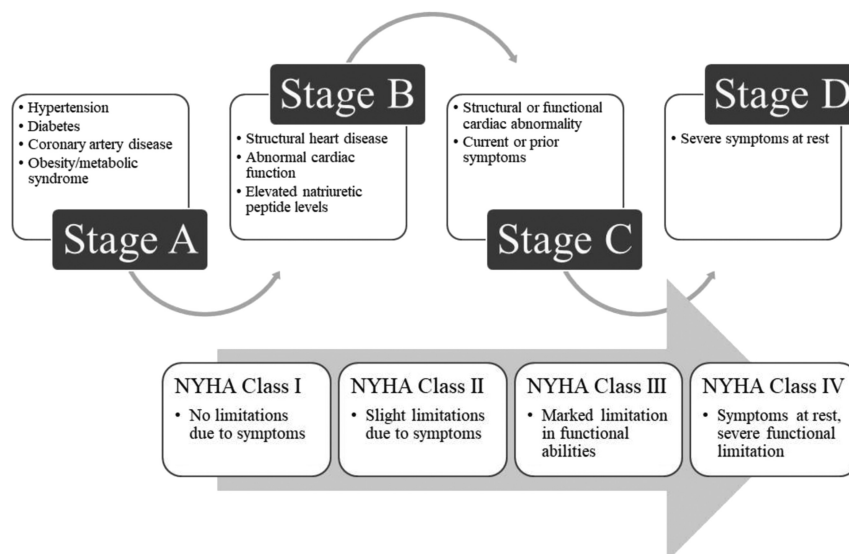 • Hypertension
• Diabetes
• Coronary artery disease
• Obesity/metabolic
syndrome
Stage A
Stage B
• Structural heart disease
• Abnormal cardiac
function
• Elevated natriuretic
peptide levels
• Structural or functional
cardiac abnormality
• Current or prior
symptoms
Stage C
Stage D
• Severe symptoms at rest
NYHA Class I
• No limitations
due to symptoms
NYHA Class II
• Slight limitations
due to symptoms
NYHA Class III
• Marked limitation
in functional
abilities
NYHA Class IV
• Symptoms at rest,
severe functional
limitation